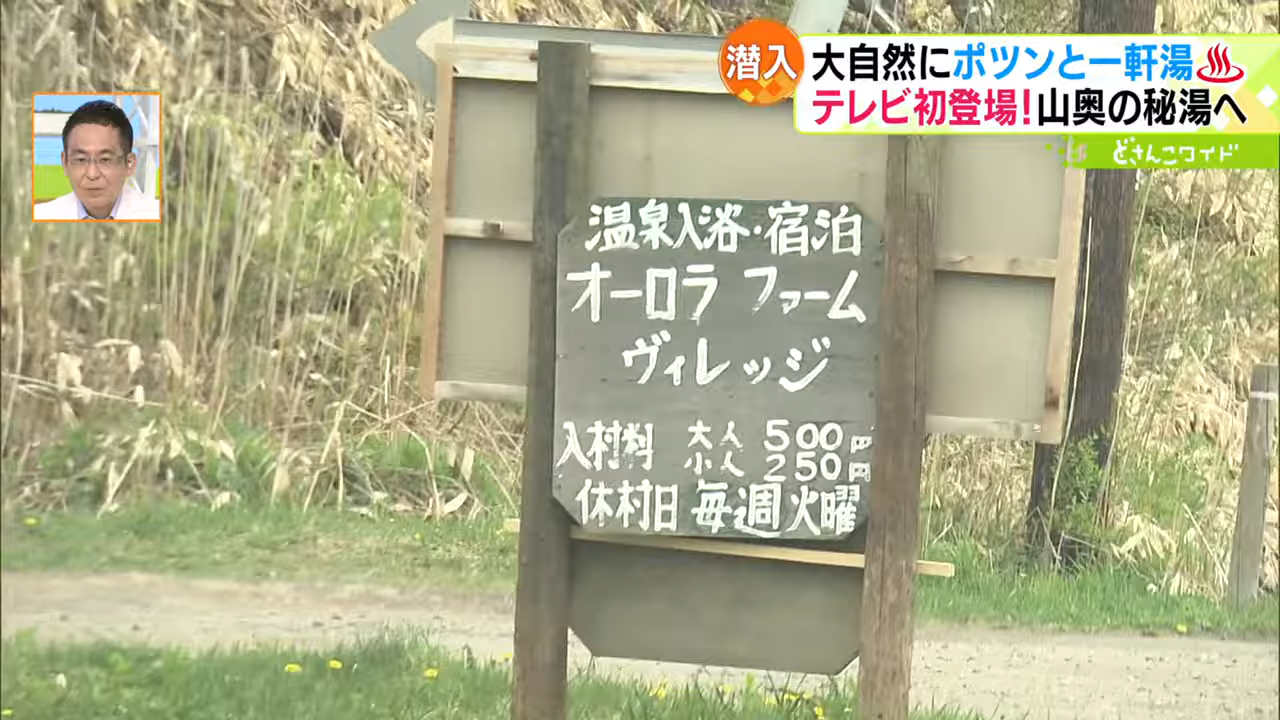 潜入
大自然にポツンと一軒湯♨
テレビ初登場!山奥の秘湯へ
どさんこワイド
温泉入浴・宿泊
オーロラ ファーム
ヴィレッジ
入村料 大人 500円
小人 250円
休村日 毎週火曜